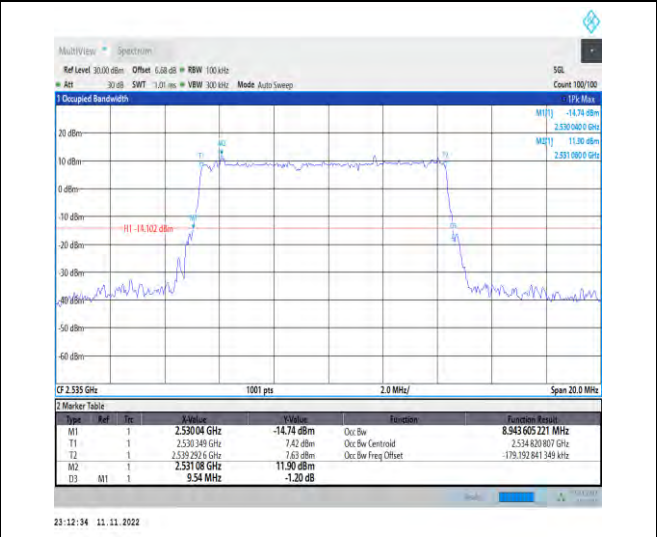 MultiView Spectrum
Ref Level 30.00 dBm Offset 6.68 dB RBW 100 kHz SGL
Att 30 dB SWT 1.01 ms VBW 300 kHz Mode Auto Sweep Count 100/100
1 Occupied Bandwidth 1Pk Max
M1[1] -14.74 dBm
2.530 040 0 GHz
M2[1] 11.90 dBm
2.531 080 0 GHz
20 dBm
M2
T1
10 dBm
0 dBm
-10 dBm
H1 -14.102 dBm
-20 dBm
-30 dBm
-40 dBm
-50 dBm
-60 dBm
CF 2.535 GHz 1001 pts 2.0 MHz/ Span 20.0 MHz
2 Marker Table
Type Ref Trc X-Value Y-Value Function Function Result
M1 1 2.530 04 GHz -14.74 dBm Occ Bw 8.943 605 221 MHz
T1 1 2.530 349 GHz 7.42 dBm Occ Bw Centroid 2.534 820 807 GHz
T2 1 2.539 292 6 GHz 7.63 dBm Occ Bw Freq Offset -179.192 841 349 kHz
M2 1 2.531 08 GHz 11.90 dBm
D3 M1 1 9.54 MHz -1.20 dB
23:12:34 11.11.2022